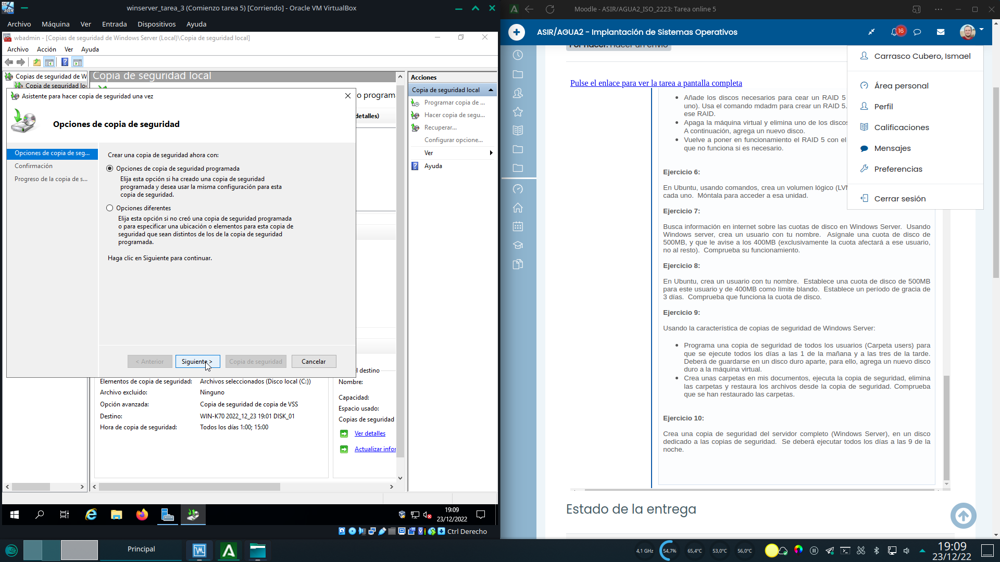 winserver_tarea_3 (Comienzo tarea 5) [Corriendo] - Oracle VM VirtualBox
Archivo Máquina Ver Entrada Dispositivos Ayuda
wbadmin - [Copias de seguridad de Windows Server (Local)\Copia de seguridad local]
Archivo Acción Ver Ayuda
Copias de seguridad de W
Copia de seguridad loc
Copia de seguridad local
o program
detalles)
Asistente para hacer copia de seguridad una vez
Opciones de copia de seguridad
Opciones de copia de seg...
Confirmación
Progreso de la copia de s...
Crear una copia de seguridad ahora con:
Opciones de copia de seguridad programada
Elija esta opción si ha creado una copia de seguridad
programada y desea usar la misma configuración para esta
copia de seguridad.
Opciones diferentes
Elija esta opción si no creó una copia de seguridad programada
o para especificar una ubicación o elementos para esta copia de
seguridad que sean distintos de los de la copia de seguridad
programada.
Haga clic en Siguiente para continuar.
< Anterior Siguiente > Copia de seguridad Cancelar
Elementos de copia de seguridad: Archivos seleccionados (Disco local (C:))
Archivo excluido: Ninguno
Opción avanzada: Copia de seguridad de copia de VSS
Destino: WIN-K70 2022_12_23 19:01 DISK_01
Hora de copia de seguridad: Todos los días 1:00; 15:00
l destino
Nombre:
Capacidad:
Espacio usado:
Copias de seguridad
Ver detalles
Actualizar infor
Acciones
Copia de seguridad local
Programar copia de ...
Hacer copia de segu...
Recuperar...
Configurar opcione...
Ver
Ayuda
19:09
23/12/2022
Ctrl Derecho
Moodle - ASIR/AGUA2_ISO_2223: Tarea online 5
ASIR/AGUA2 - Implantación de Sistemas Operativos
16
Por hacer: Hacer un envío
Carrasco Cubero, Ismael
Área personal
Perfil
Calificaciones
Mensajes
Preferencias
Cerrar sesión
Pulse el enlace para ver la tarea a pantalla completa
Añade los discos necesarios para cear un RAID 5
uno). Usa el comando mdadm para crear un RAID 5.
ese RAID.
Apaga la máquina virtual y elimina uno de los discos
A continuación, agrega un nuevo disco.
Vuelve a poner en funcionamiento el RAID 5 con el
que no funciona si es necesario.
Ejercicio 6:
En Ubuntu, usando comandos, crea un volumen lógico (LVM
cada uno. Móntala para acceder a esa unidad.
Ejercicio 7:
Busca información en internet sobre las cuotas de disco en Windows Server. Usando
Windows server, crea un usuario con tu nombre. Asígnale una cuota de disco de
500MB, y que le avise a los 400MB (exclusivamente la cuota afectará a ese usuario,
no al resto). Comprueba su funcionamiento.
Ejercicio 8:
En Ubuntu, crea un usuario con tu nombre. Establece una cuota de disco de 500MB
para este usuario y de 400MB como límite blando. Establece un período de gracia de
3 días. Comprueba que funciona la cuota de disco.
Ejercicio 9:
Usando la característica de copias de seguridad de Windows Server:
Programa una copia de seguridad de todos los usuarios (Carpeta users) para
que se ejecute todos los días a las 1 de la mañana y a las tres de la tarde.
Deberá de guardarse en un disco duro aparte, para ello, agrega un nuevo disco
duro a la máquina virtual.
Crea unas carpetas en mis documentos, ejecuta la copia de seguridad, elimina
las carpetas y restaura los archivos desde la copia de seguridad. Comprueba
que se han restaurado las carpetas.
Ejercicio 10:
Crea una copia de seguridad del servidor completo (Windows Server), en un disco
dedicado a las copias de seguridad. Se deberá ejecutar todos los días a las 9 de la
noche.
Estado de la entrega
Principal
4,1 GHz 54,7% 65,4°C 53,0°C 56,0°C
19:09
23/12/22